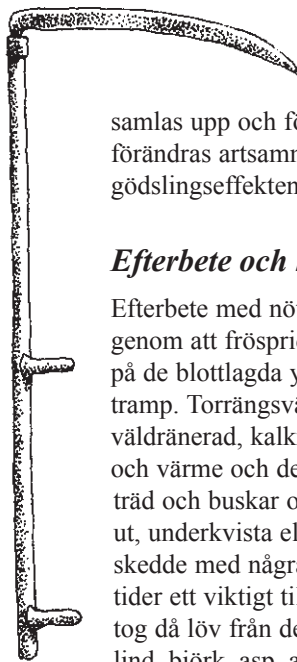 samlas upp och fö
förändras artsamm
gödslingseffekten
Efterbete och
Efterbete med nöt
genom att fröspri
på de blottlagda y
tramp. Torrängsv
väldränerad, kalk
och värme och de
träd och buskar o
ut, underkvista el
skedde med några
tider ett viktigt til
tog då löv från de
lind, björk, asp, a